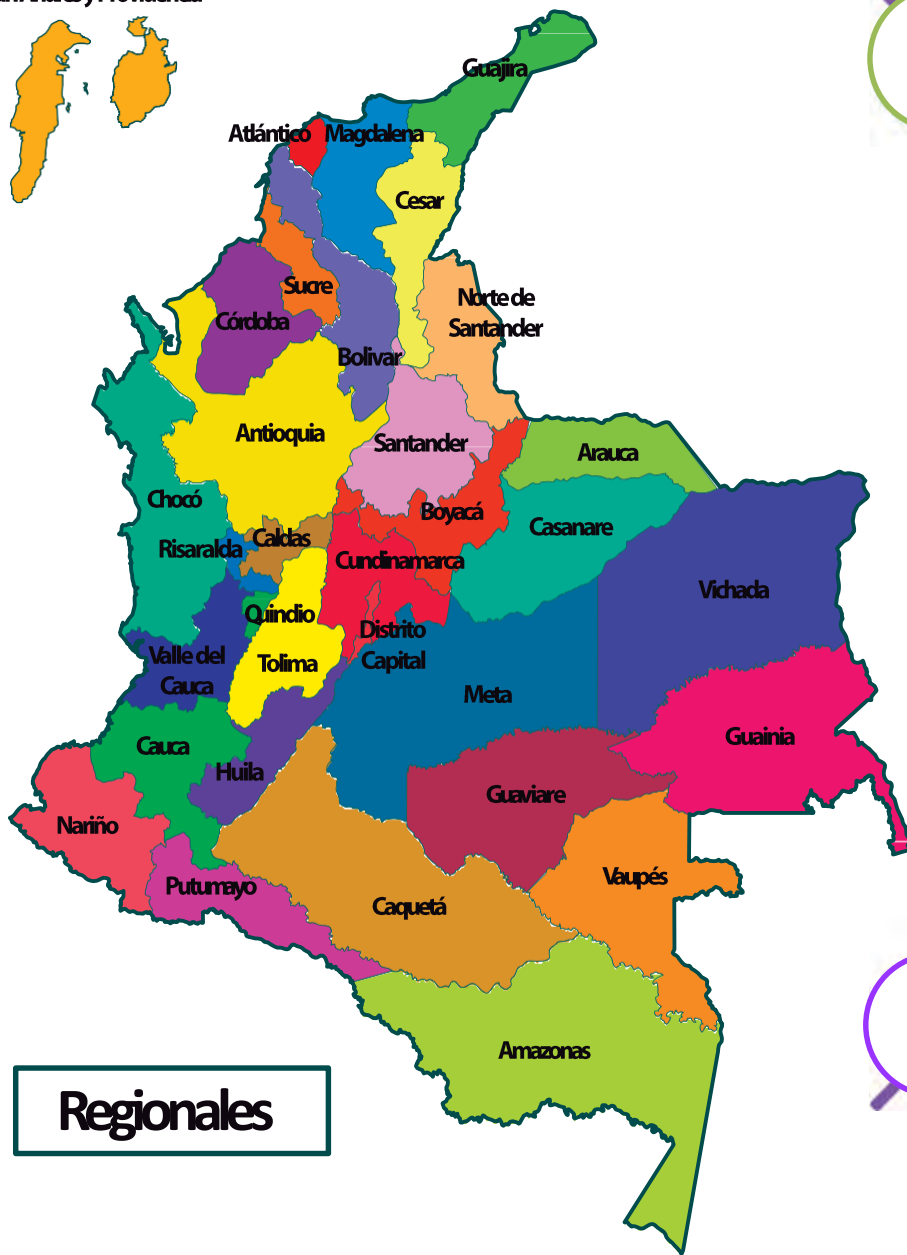 y Providencia
Guajira
Atlántico
Magdalena
Cesar
Sucre
Norte de
Santander
Córdoba
Bolivar
Antioquia
Santander
Arauca
Chocó
Boyacá
Casanare
Risaralda
Caldas
Cundinamarca
Vichada
Quindio
Distrito
Capital
Valle del
Cauca
Tolima
Meta
Guainia
Cauca
Huila
Guaviare
Nariño
Putumayo
Vaupés
Caquetá
Amazonas
Regionales